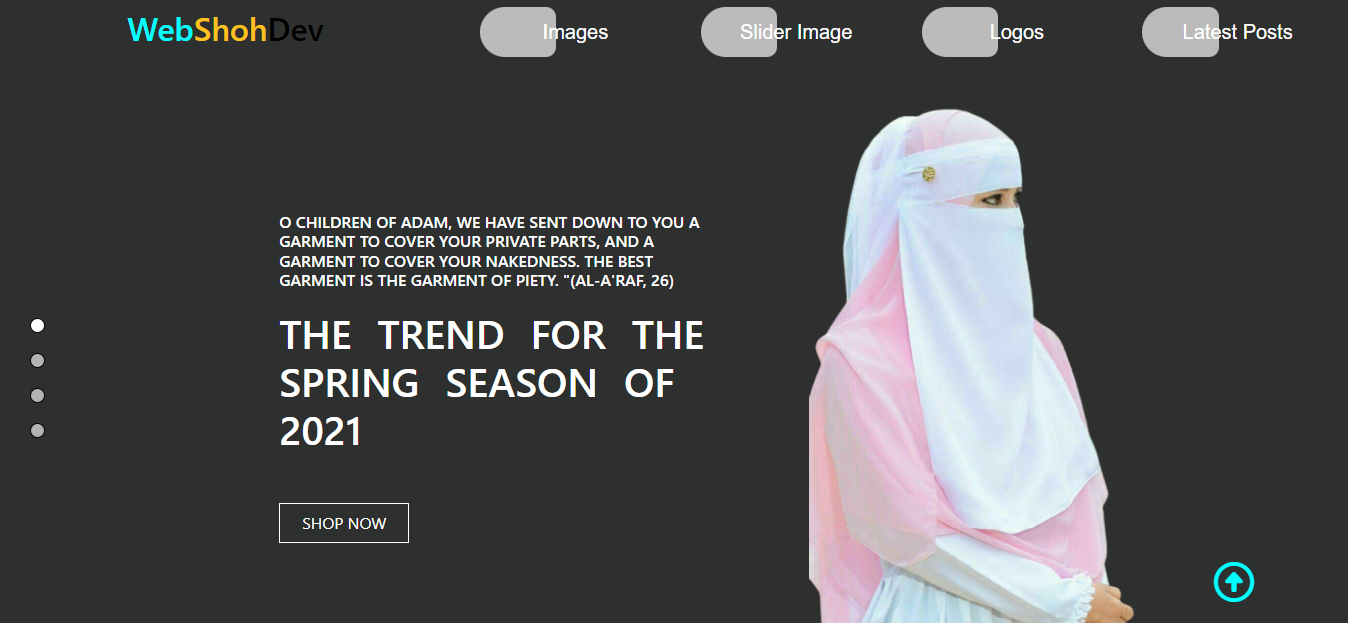 WebShohDev
Images
Slider Image
Logos
Latest Posts
O CHILDREN OF ADAM, WE HAVE SENT DOWN TO YOU A
GARMENT TO COVER YOUR PRIVATE PARTS, AND A
GARMENT TO COVER YOUR NAKEDNESS. THE BEST
GARMENT IS THE GARMENT OF PIETY. "(AL-A'RAF, 26)
THE TREND FOR THE
SPRING SEASON OF
2021
SHOP NOW